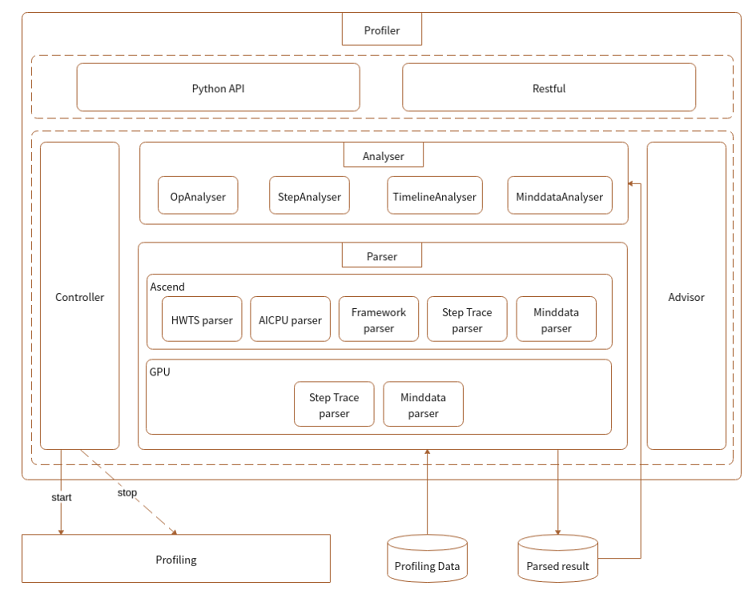 Profiler
Python API
Restful
Analyser
OpAnalyser
StepAnalyser
TimelineAnalyser
MinddataAnalyser
Controller
Advisor
Parser
Ascend
HWTS parser
AICPU parser
Framework
parser
Step Trace
parser
Minddata
parser
GPU
Step Trace
parser
Minddata
parser
start
stop
Profiling
Profiling Data
Parsed result